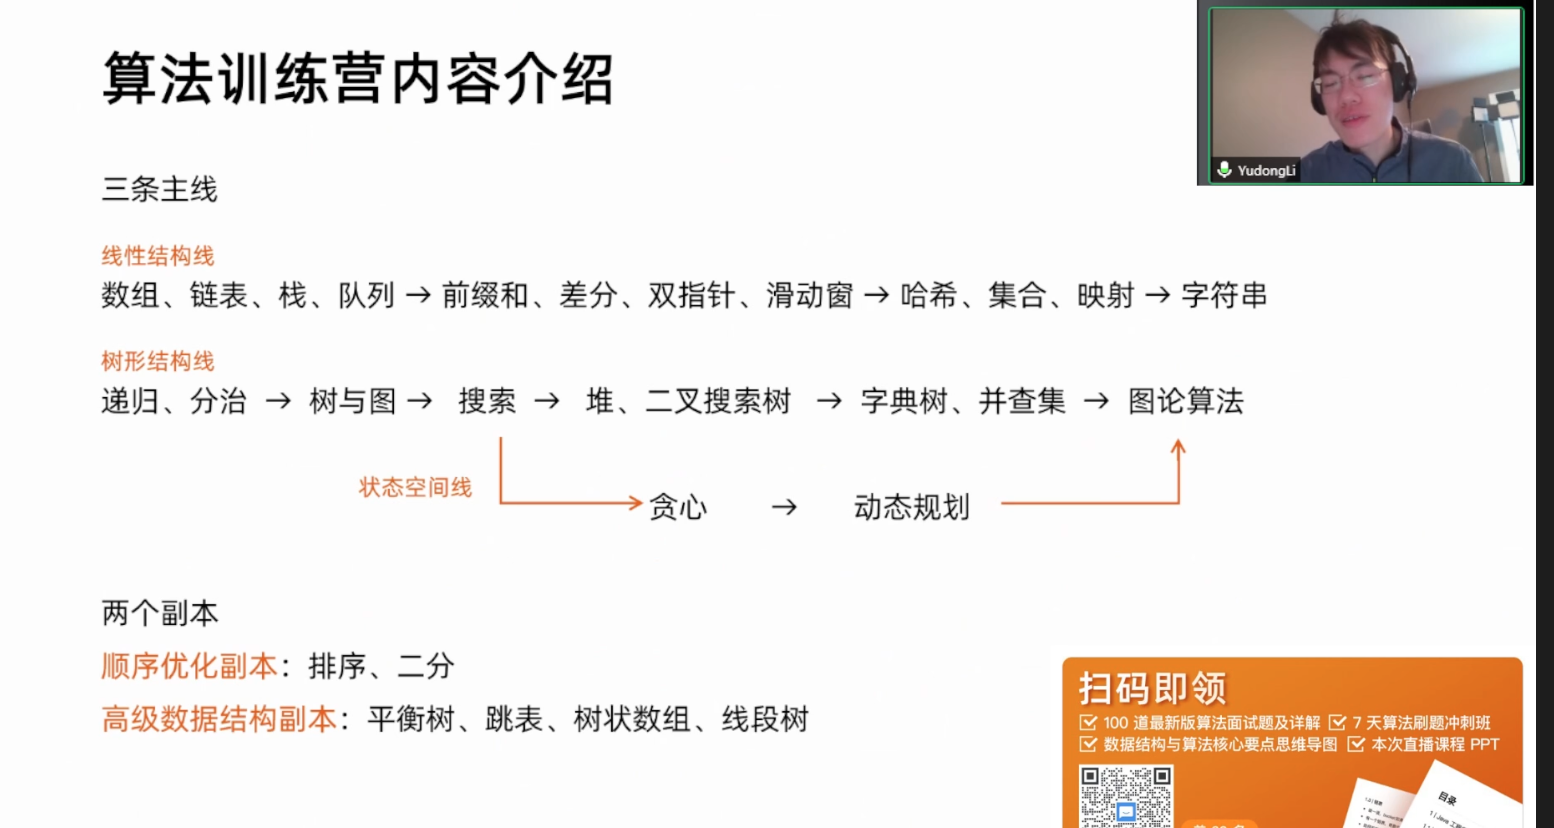 算法训练营内容介绍
YudongLi
三条主线
线性结构线
数组、链表、栈、队列 → 前缀和、差分、双指针、滑动窗 → 哈希、集合、映射 → 字符串
树形结构线
递归、分治 → 树与图 → 搜索 → 堆、二叉搜索树 → 字典树、并查集 → 图论算法
状态空间线
贪心 → 动态规划
两个副本
顺序优化副本：排序、二分
高级数据结构副本：平衡树、跳表、树状数组、线段树
扫码即领
100 道最新版算法面试题及详解 7 天算法刷题冲刺班
数据结构与算法核心要点思维导图 本次直播课程 PPT
目录